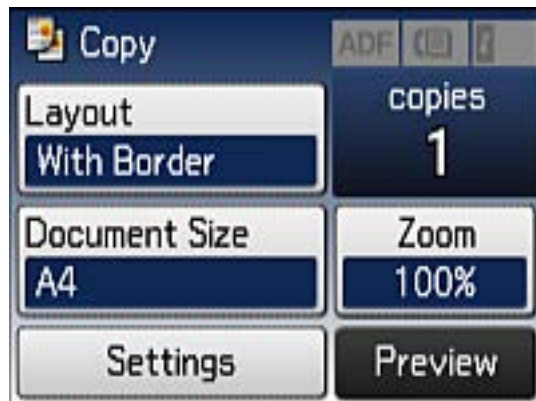 Copy
ADF
Layout
With Border
copies
1
Document Size
A4
Zoom
100%
Settings
Preview